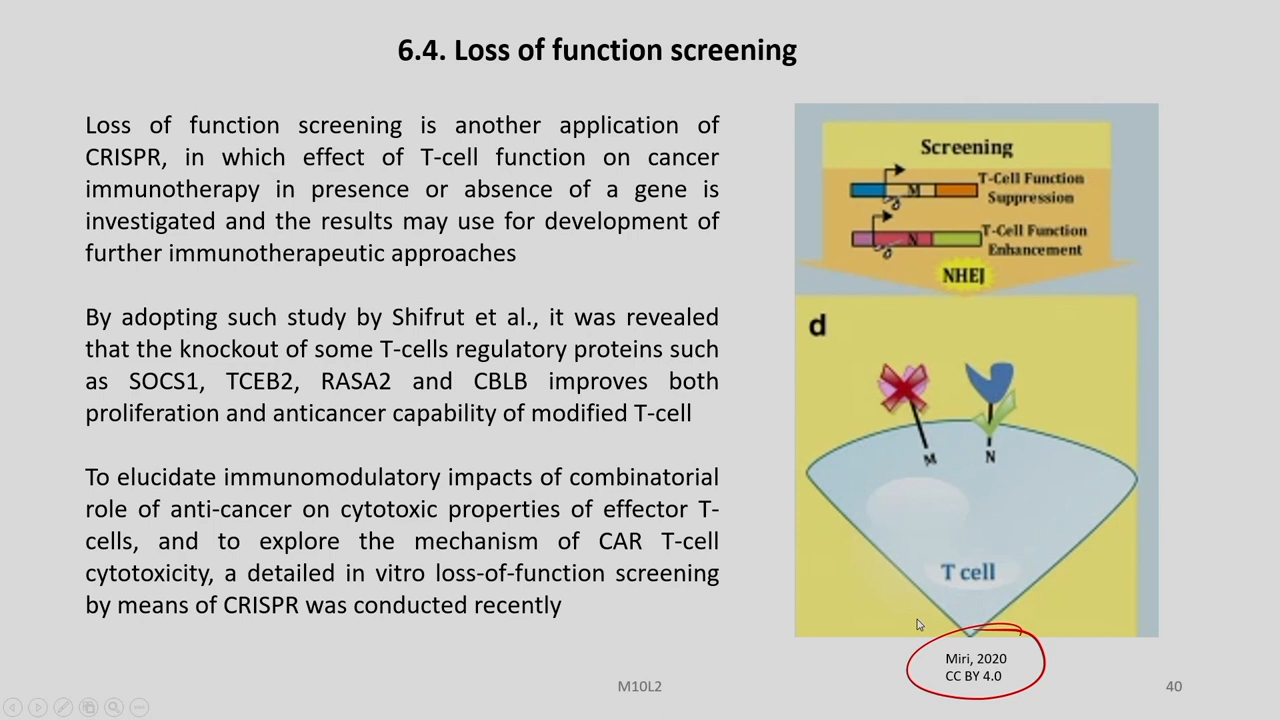 6.4. Loss of function screening
Loss of function screening is another application of
CRISPR, in which effect of T-cell function on cancer
immunotherapy in presence or absence of a gene is
investigated and the results may use for development of
further immunotherapeutic approaches
By adopting such study by Shifrut et al., it was revealed
that the knockout of some T-cells regulatory proteins such
as SOCS1, TCEB2, RASA2 and CBLB improves both
proliferation and anticancer capability of modified T-cell
To elucidate immunomodulatory impacts of combinatorial
role of anti-cancer on cytotoxic properties of effector T-
cells, and to explore the mechanism of CAR T-cell
cytotoxicity, a detailed in vitro loss-of-function screening
by means of CRISPR was conducted recently
Screening
M
T-Cell Function
Suppression
N
T-Cell Function
Enhancement
NHEJ
d
M
N
T cell
Miri, 2020
CC BY 4.0
M10L2
40